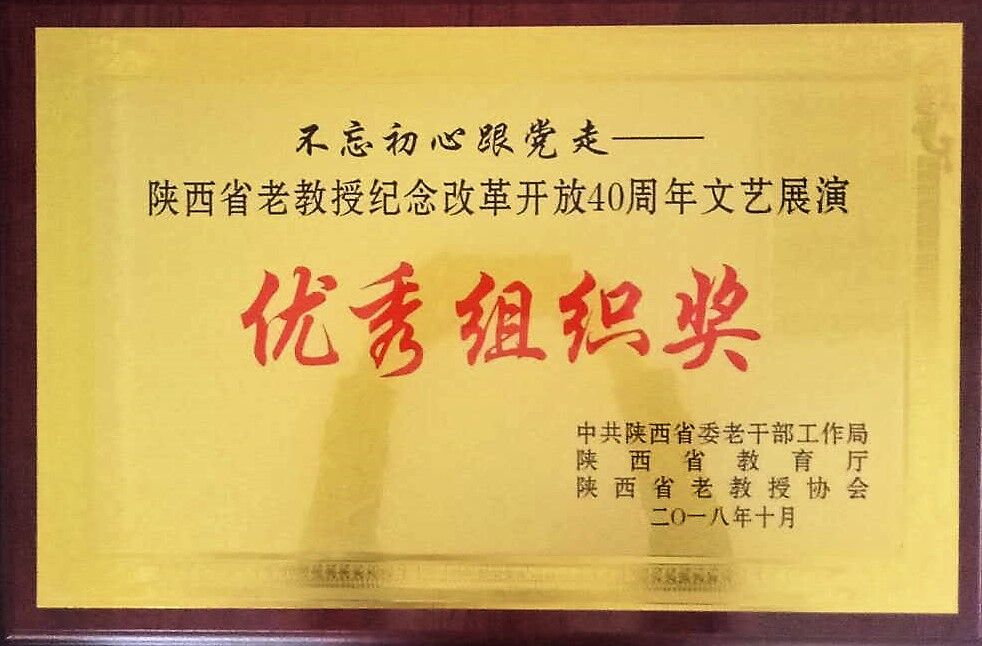 不忘初心跟党走——
陕西省老教授纪念改革开放40周年文艺展演
优秀组织奖
中共陕西省委老干部工作局
陕西省教育厅
陕西省老教授协会
二〇一八年十月